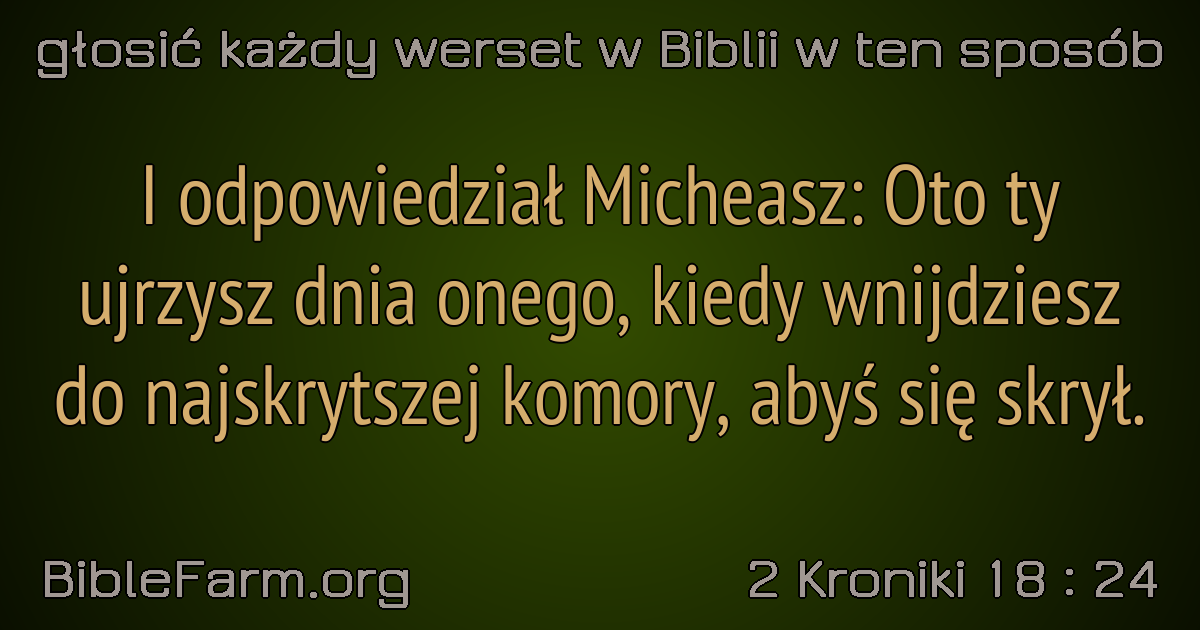 głosić każdy werset w Biblii w ten sposób
I odpowiedział Micheasz: Oto ty
ujrzysz dnia onego, kiedy wnijdziesz
do najskrytszej komory, abyś się skrył.
BibleFarm.org
2 Kroniki 18 : 24